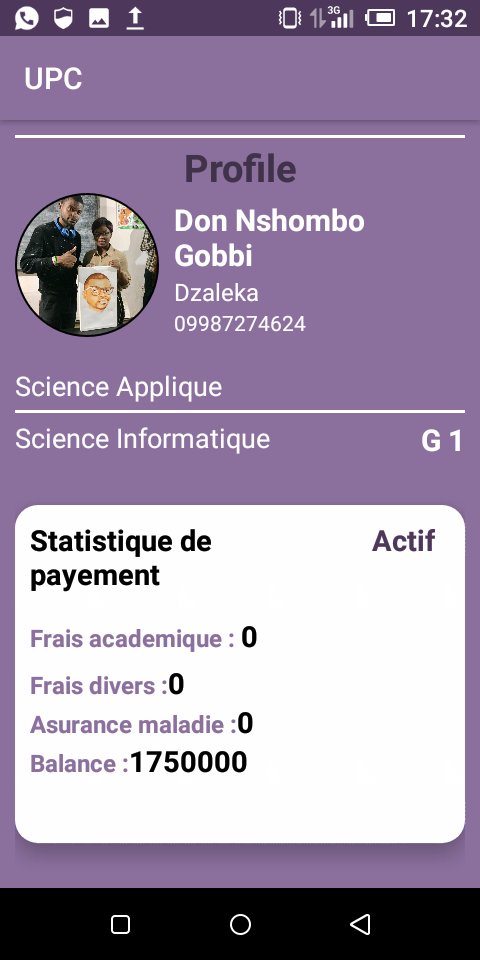 3G
17:32
UPC
Profile
Don Nshombo
Gobbi
Dzaleka
09987274624
Science Applique
Science Informatique G 1
Statistique de Actif
payement
Frais academique : 0
Frais divers :0
Asurance maladie :0
Balance :1750000